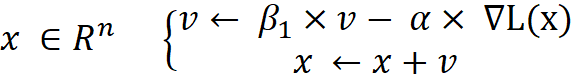 x ∈ Rⁿ { v ← β₁ × v − α × ∇L(x)
x ← x + v